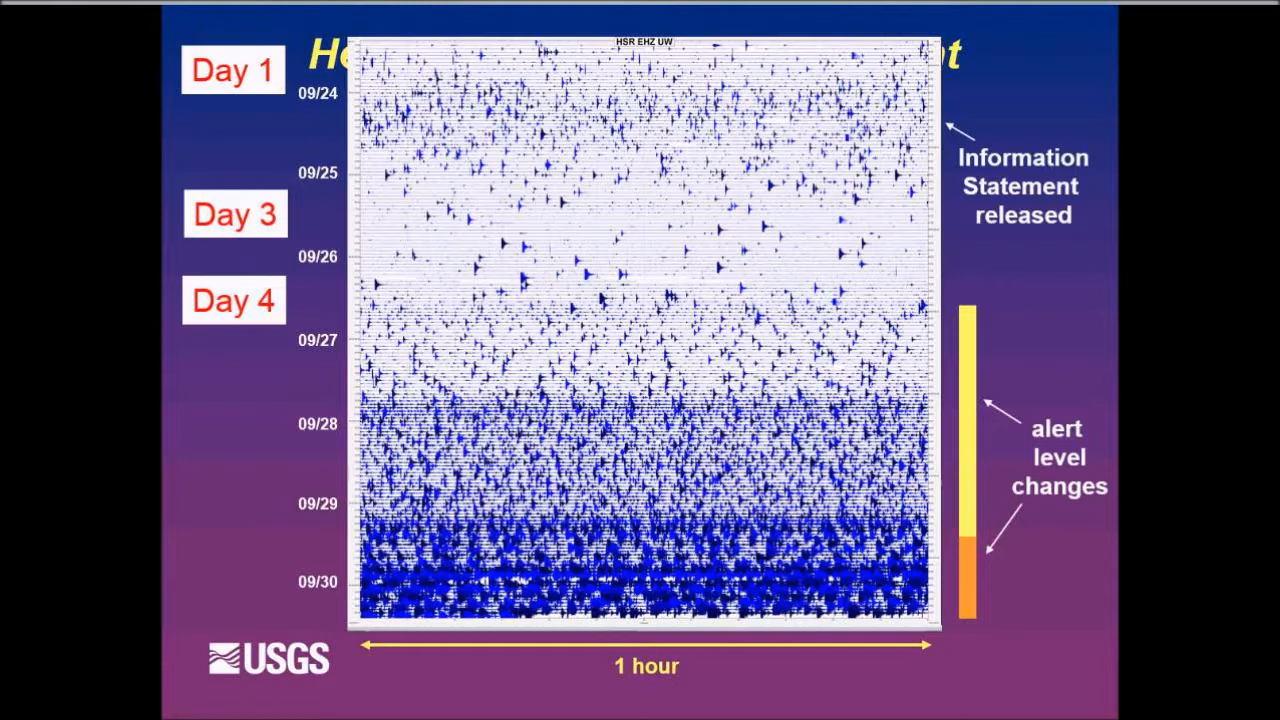 HSR EHZ UW
Day 1
09/24
Information
Statement
released
09/25
Day 3
09/26
Day 4
09/27
09/28
alert
level
changes
09/29
09/30
USGS
1 hour